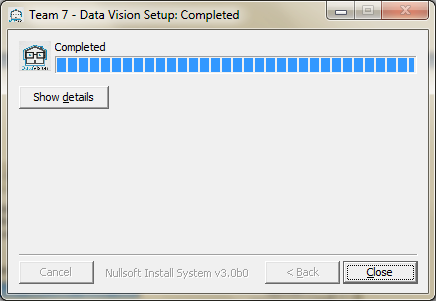 Team 7 - Data Vision Setup: Completed
Completed
Show details
Cancel
Nullsoft Install System v3.0b0
< Back
Close